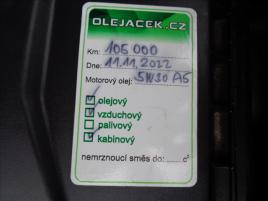 OLEJACEK.CZ
Km: 105 000
Dne: 11.11.2022
Motorový olej: 5W30 A5
olejový
vzduchový
palivový
kabinový
nemrznoucí směs do: ...... c°